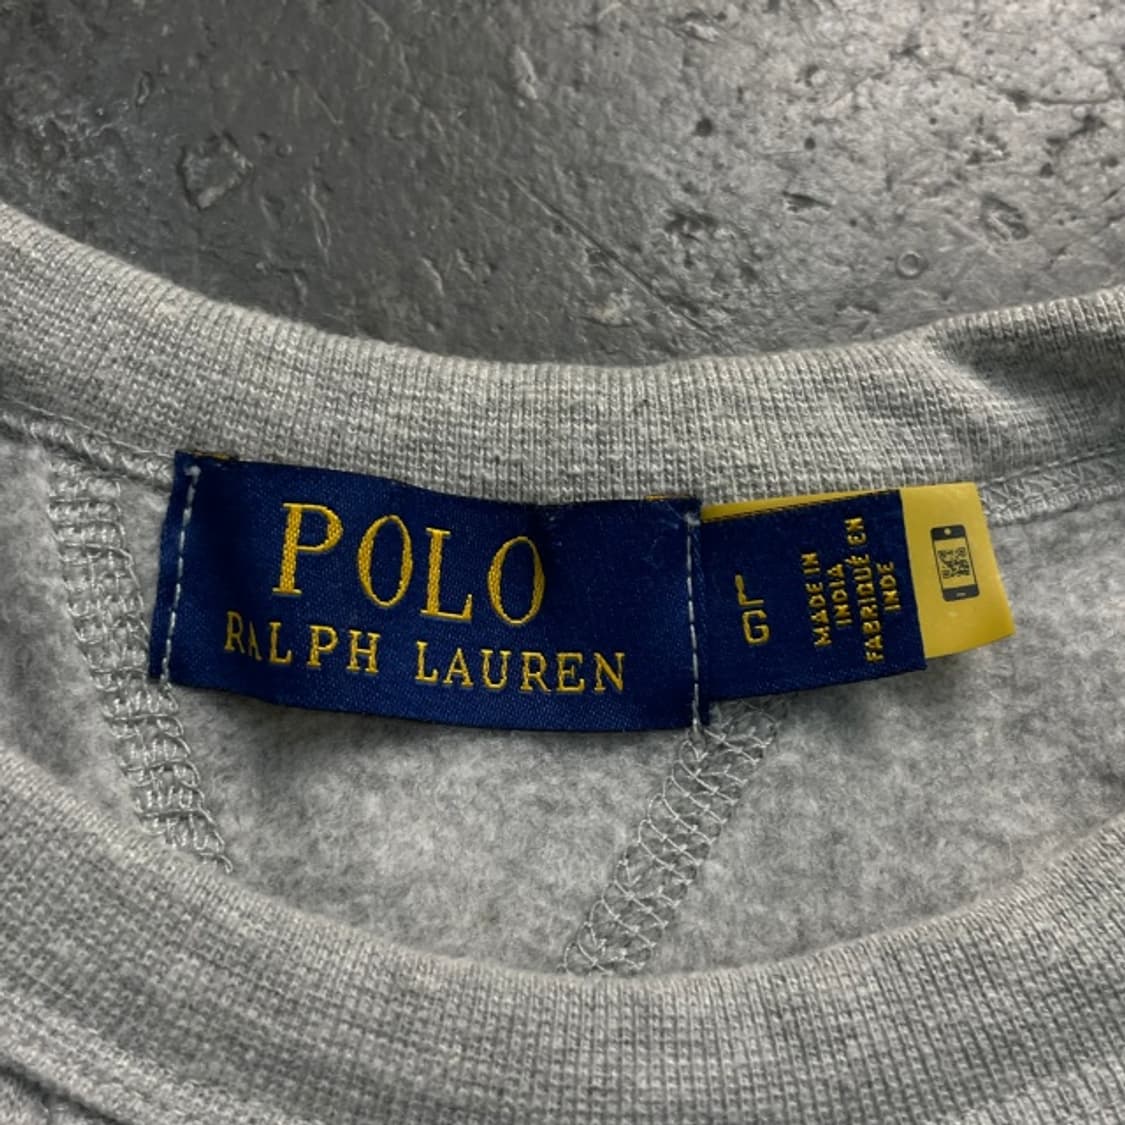 POLO
RALPH LAUREN
L
G
MADE IN
INDIA
FABRIQUÉ EN
INDE